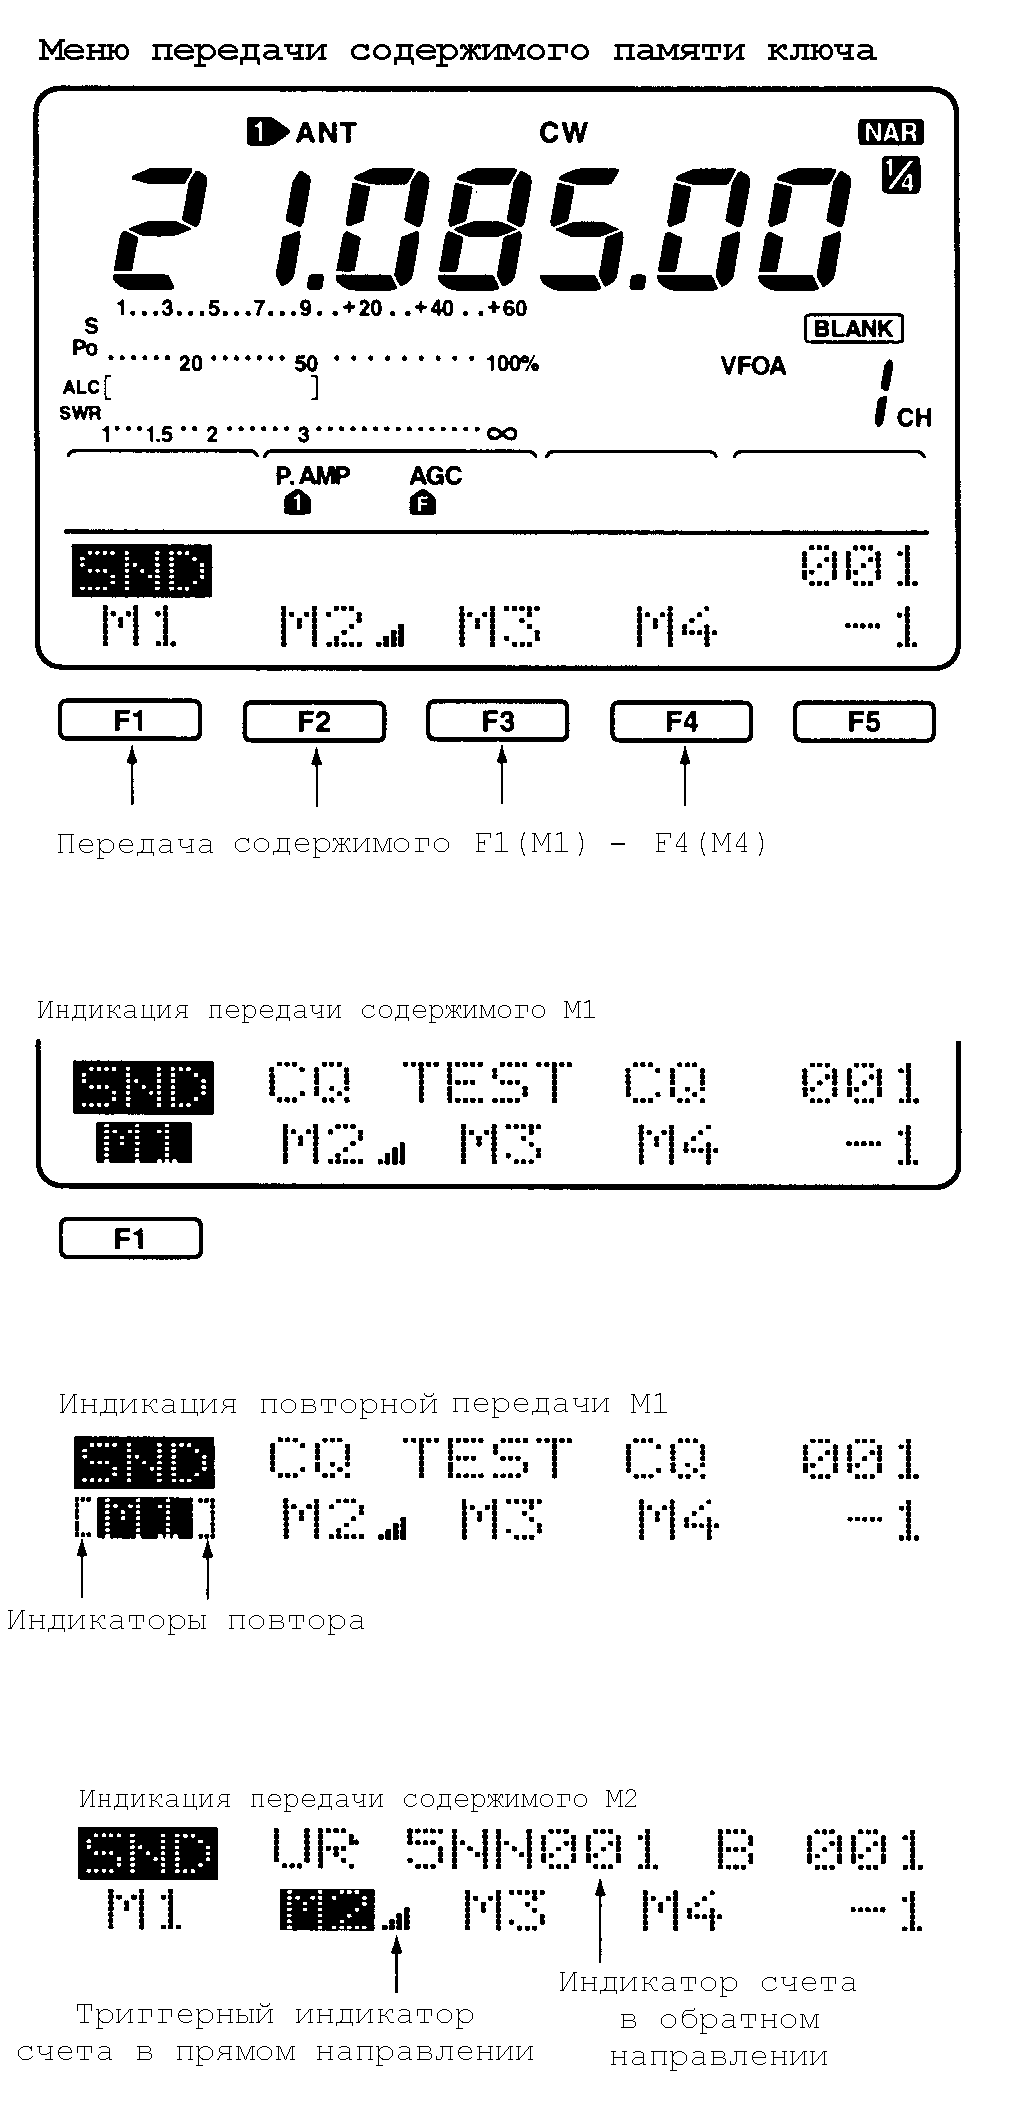 Меню передачи содержимого памяти ключа
1 ANT CW NAR
1/4
21.085.00
1...3...5...7...9..+20..+40..+60
S
BLANK
Po ......20.......50.........100%
VFOA
ALC[ ]
1 CH
SWR
1...1.5..2......3...............∞
P.AMP AGC
1 F
SND 001
M1 M2 M3 M4 -1
F1 F2 F3 F4 F5
Передача содержимого F1(M1) - F4(M4)
Индикация передачи содержимого M1
SND CQ TEST CQ 001
M1 M2 M3 M4 -1
F1
Индикация повторной передачи M1
SND CQ TEST CQ 001
[M1] M2 M3 M4 -1
Индикаторы повтора
Индикация передачи содержимого M2
SND UR 5NN001 B 001
M1 M2 M3 M4 -1
Индикатор счета
в обратном
направлении
Триггерный индикатор
счета в прямом направлении